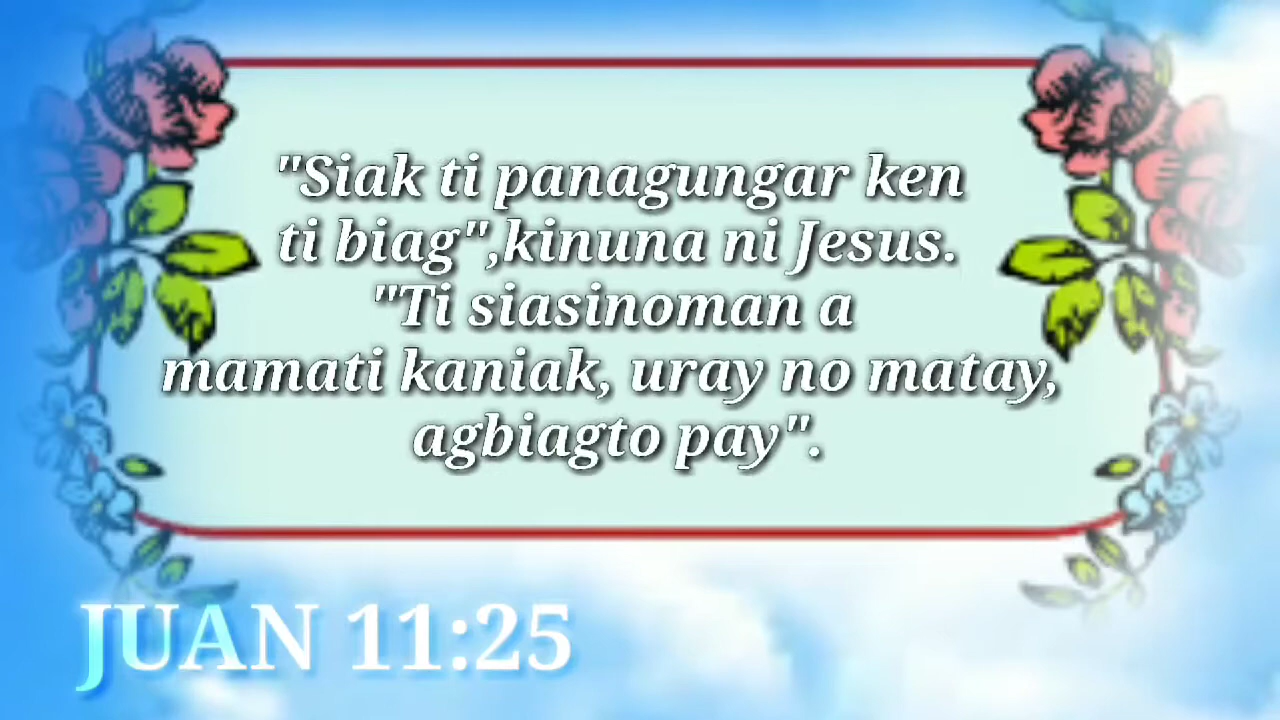 "Siak ti panagungar ken
ti biag",kinuna ni Jesus.
"Ti siasinoman a
mamati kaniak, uray no matay,
agbiagto pay".
JUAN 11:25